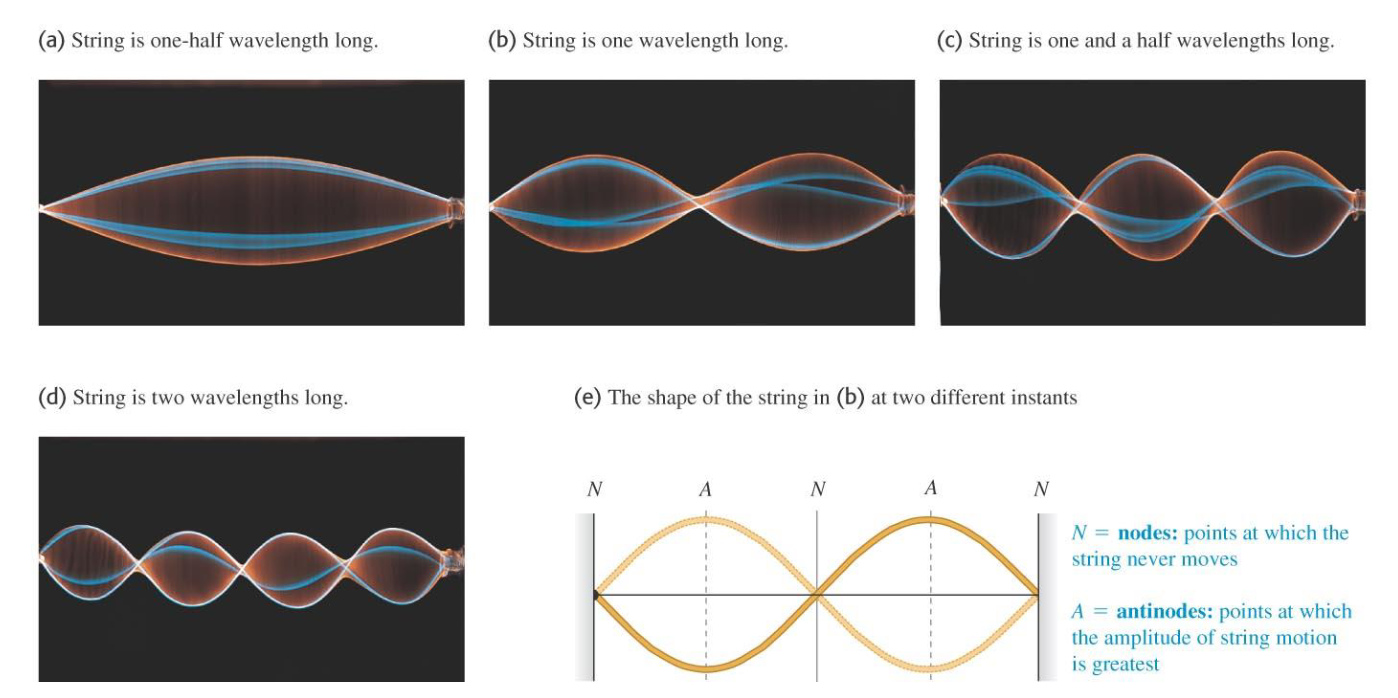 (a) String is one-half wavelength long.
(b) String is one wavelength long.
(c) String is one and a half wavelengths long.
(d) String is two wavelengths long.
(e) The shape of the string in (b) at two different instants
N A N A N
N = nodes: points at which the
string never moves
A = antinodes: points at which
the amplitude of string motion
is greatest